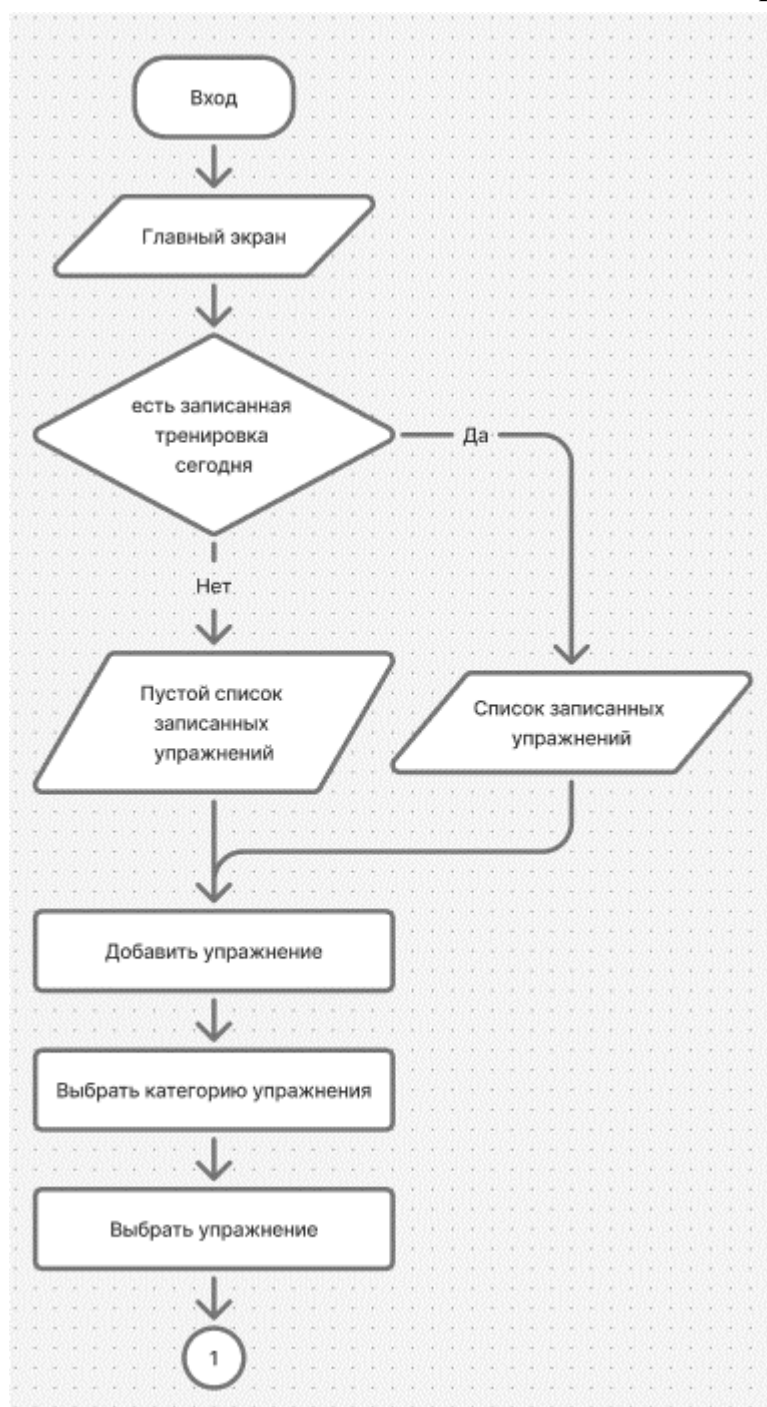 Вход
Главный экран
есть записанная
тренировка
сегодня
Да
Нет
Пустой список
записанных
упражнений
Список записанных
упражнений
Добавить упражнение
Выбрать категорию упражнения
Выбрать упражнение
1